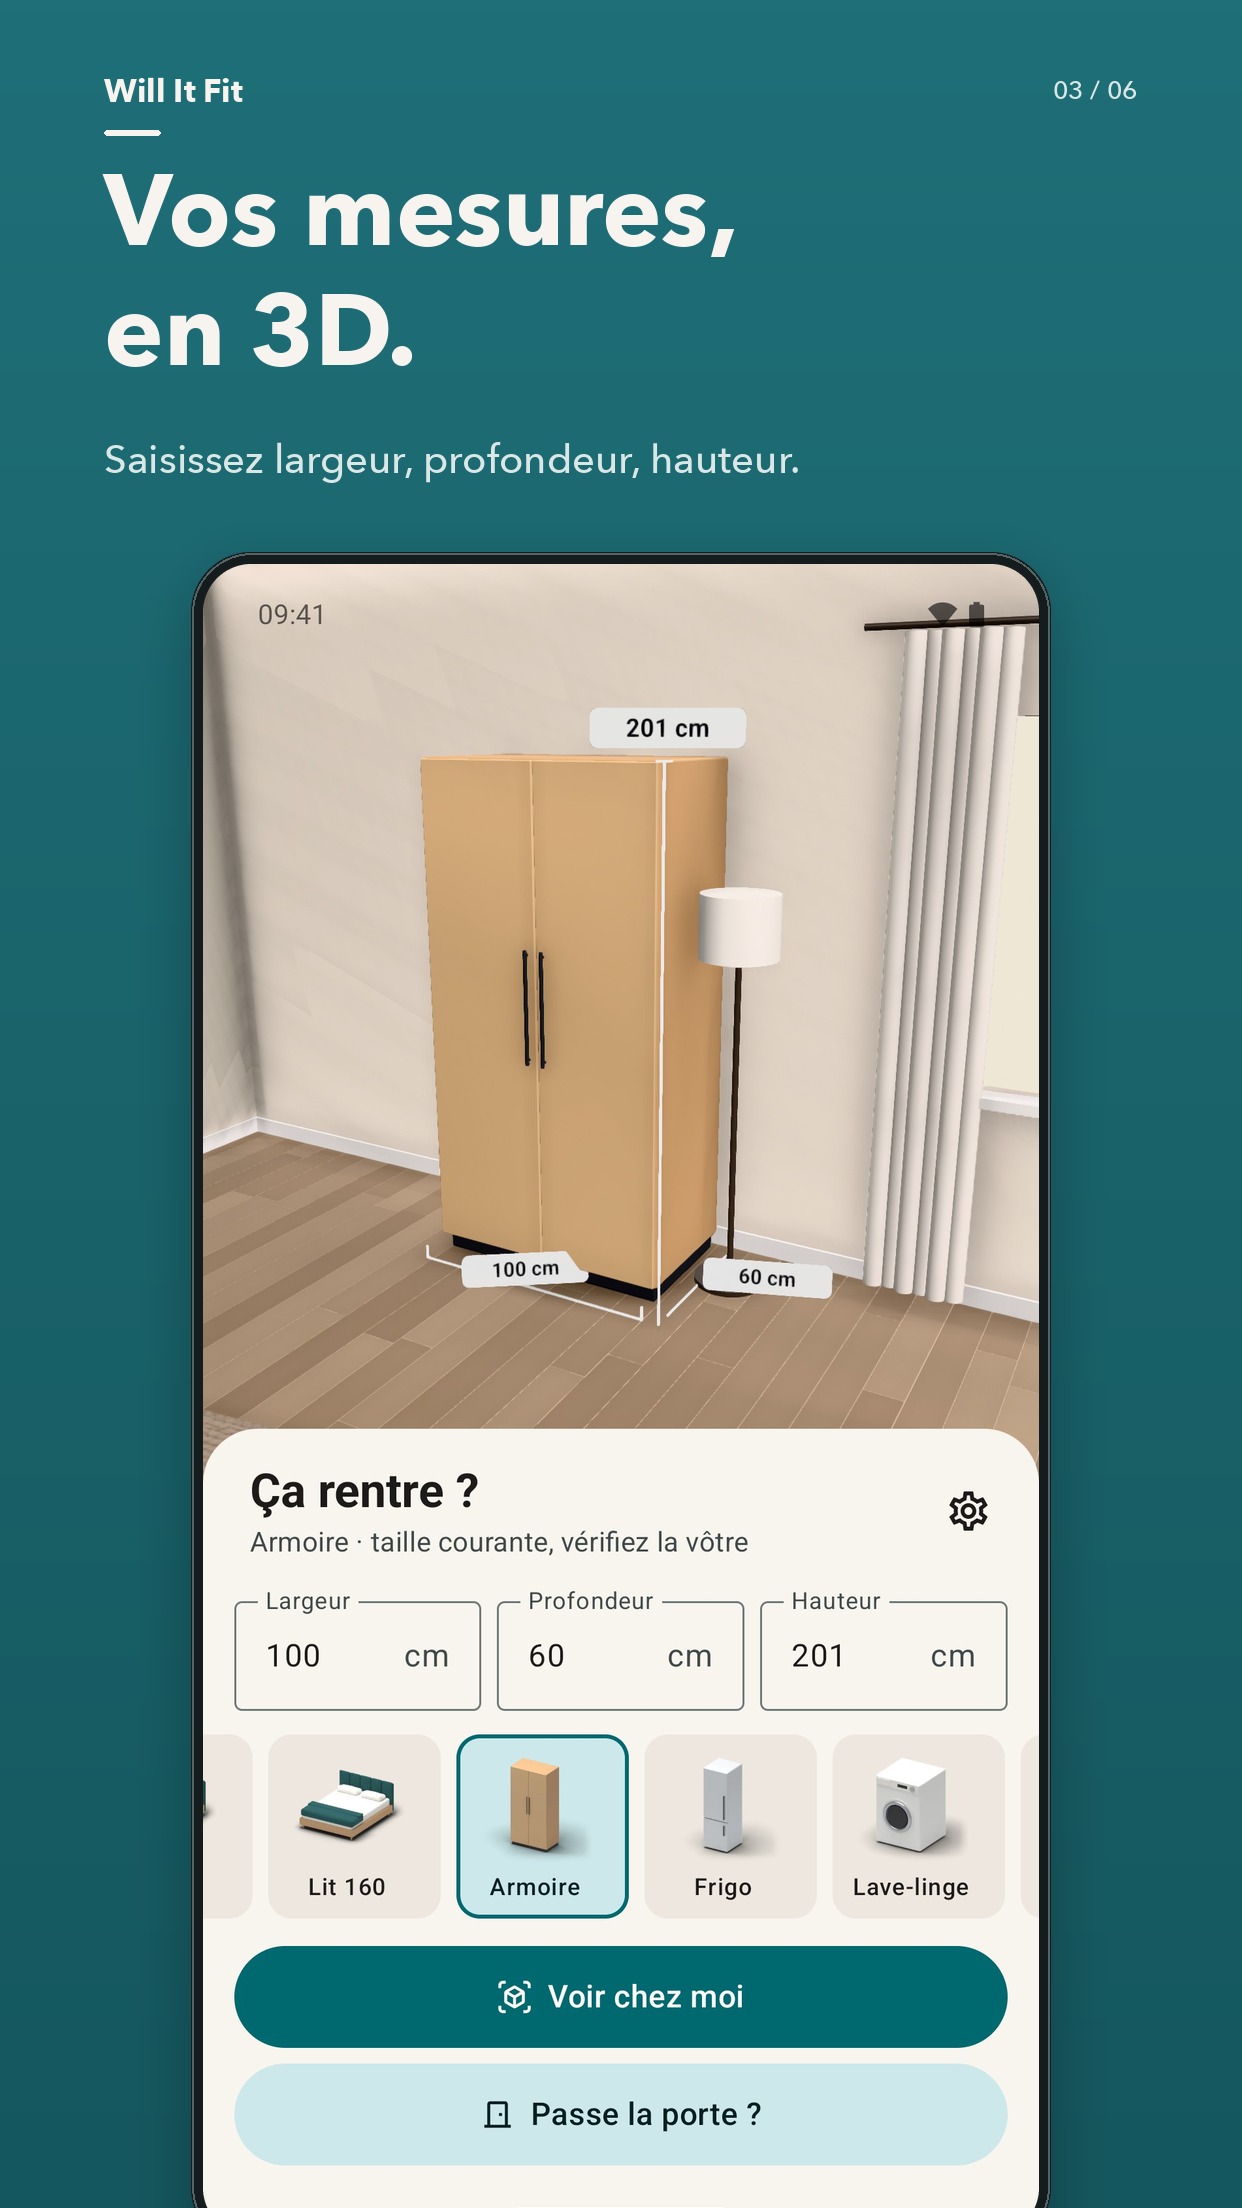 Will It Fit
03 / 06
Vos mesures,
en 3D.
Saisissez largeur, profondeur, hauteur.
09:41
201 cm
100 cm
60 cm
Ça rentre ?
Armoire · taille courante, vérifiez la vôtre
Largeur
Profondeur
Hauteur
100 cm
60 cm
201 cm
Lit 160
Armoire
Frigo
Lave-linge
Voir chez moi
Passe la porte ?